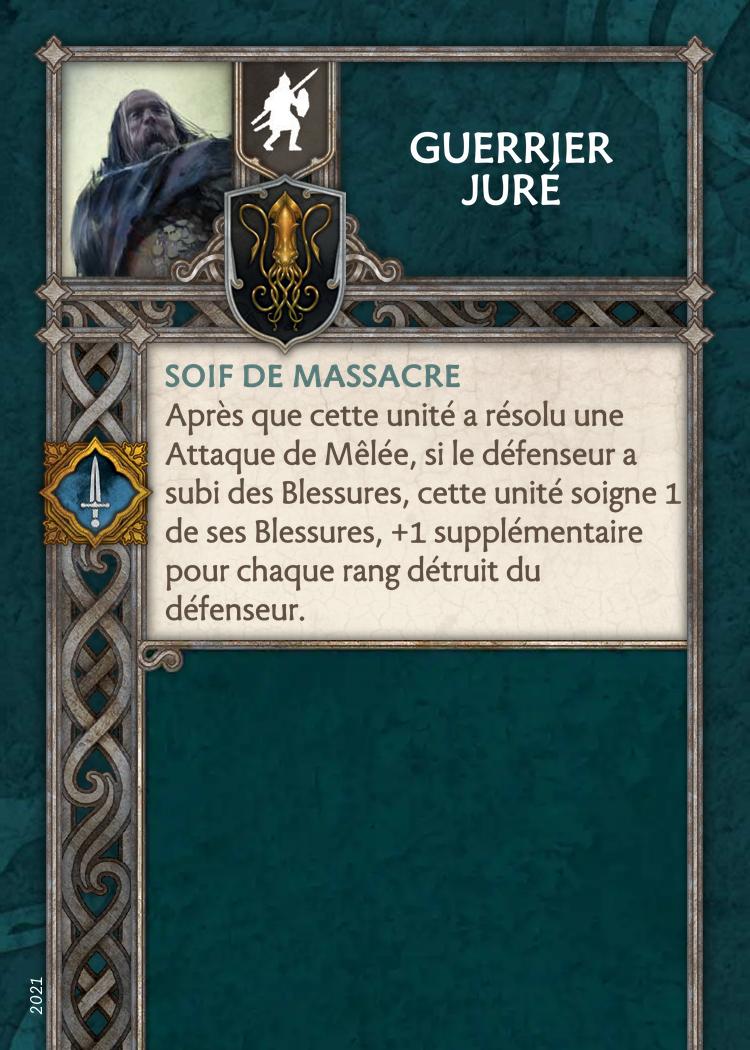 GUERRIER
JURÉ
SOIF DE MASSACRE
Après que cette unité a résolu une
Attaque de Mêlée, si le défenseur a
subi des Blessures, cette unité soigne 1
de ses Blessures, +1 supplémentaire
pour chaque rang détruit du
défenseur.
2021